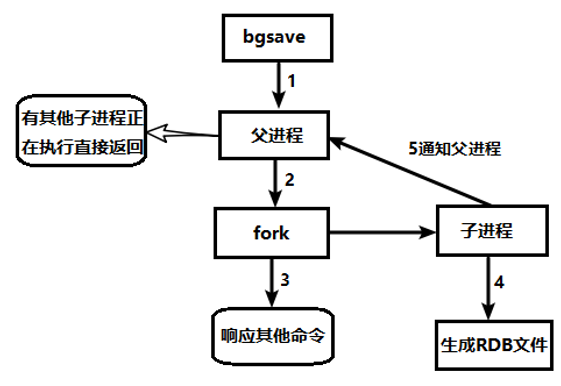 bgsave
1
有其他子进程正
在执行直接返回
父进程
5通知父进程
2
fork
子进程
3
4
响应其他命令
生成RDB文件